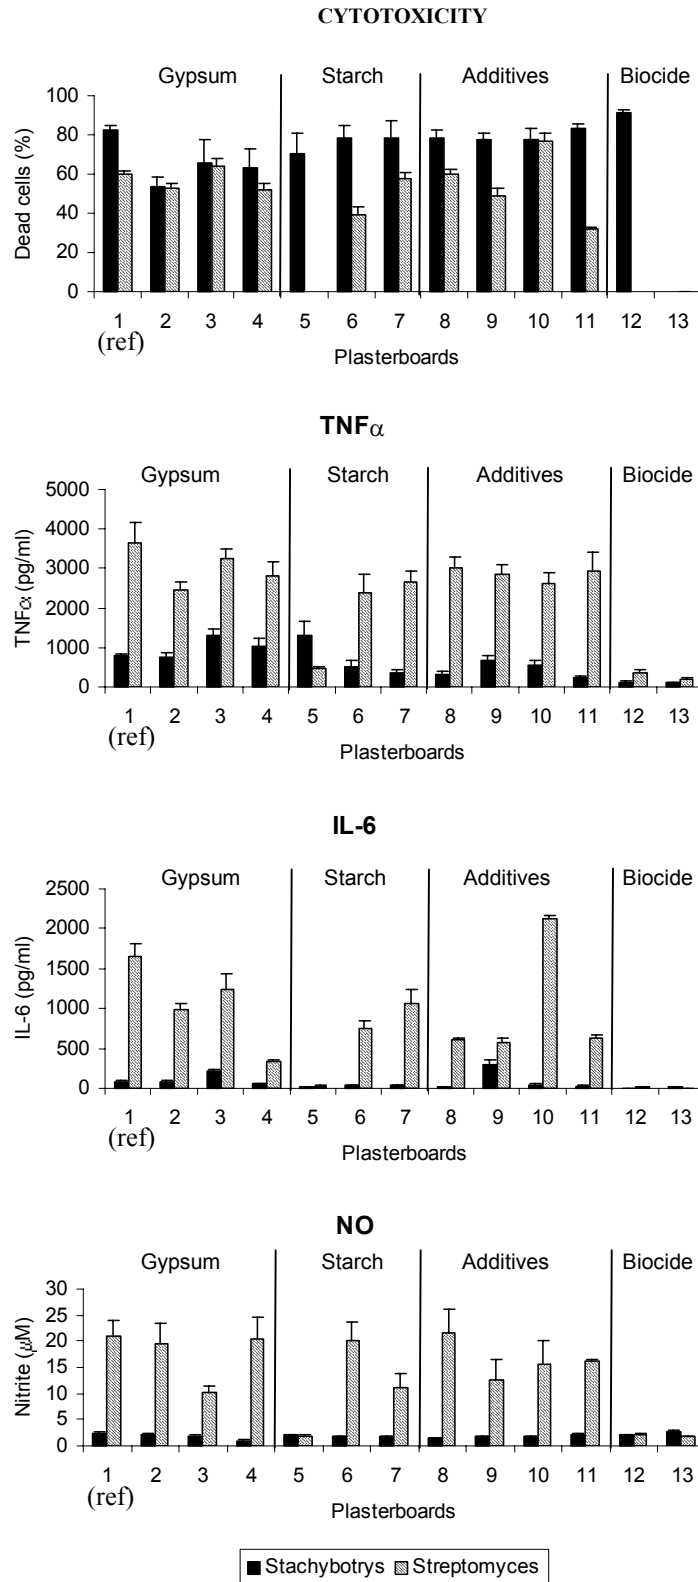 CYTOTOXICITY
Gypsum Starch Additives Biocide
100
80
60
40
20
0
Dead cells (%)
1 2 3 4 5 6 7 8 9 10 11 12 13
(ref)
Plasterboards
TNFα
Gypsum Starch Additives Biocide
5000
4000
3000
2000
1000
0
TNFα (pg/ml)
1 2 3 4 5 6 7 8 9 10 11 12 13
(ref)
Plasterboards
IL-6
Gypsum Starch Additives Biocide
2500
2000
1500
1000
500
0
IL-6 (pg/ml)
1 2 3 4 5 6 7 8 9 10 11 12 13
(ref)
Plasterboards
NO
Gypsum Starch Additives Biocide
30
25
20
15
10
5
0
Nitrite (μM)
1 2 3 4 5 6 7 8 9 10 11 12 13
(ref)
Plasterboards
Stachybotrys Streptomyces